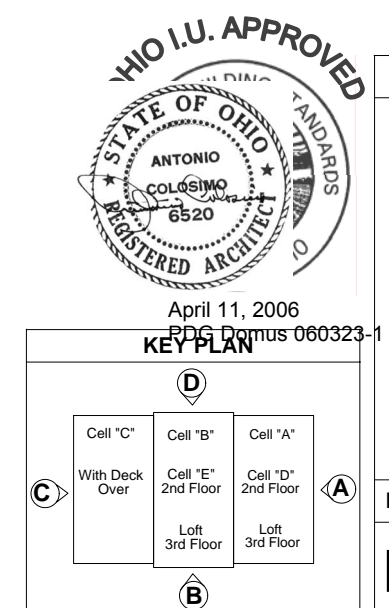 OHIO I.U. APPROVED
STATE OF OHIO
ANTONIO
COLOSIMO
6520
REGISTERED ARCHITECT
April 11, 2006
PDG Domus 060323-1
KEY PLAN
D
Cell "C"
With Deck
Over
Cell "B"
Cell "E"
2nd Floor
Loft
3rd Floor
Cell "A"
Cell "D"
2nd Floor
Loft
3rd Floor
C
A
B